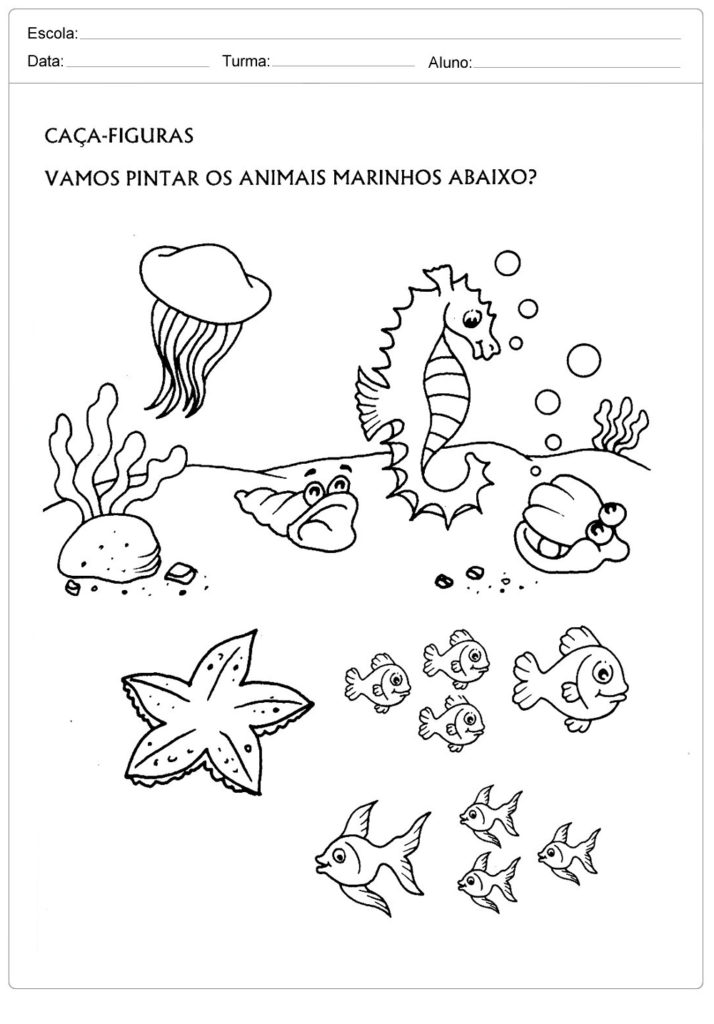 Escola:
Data: Turma: Aluno:
CAÇA-FIGURAS
VAMOS PINTAR OS ANIMAIS MARINHOS ABAIXO?